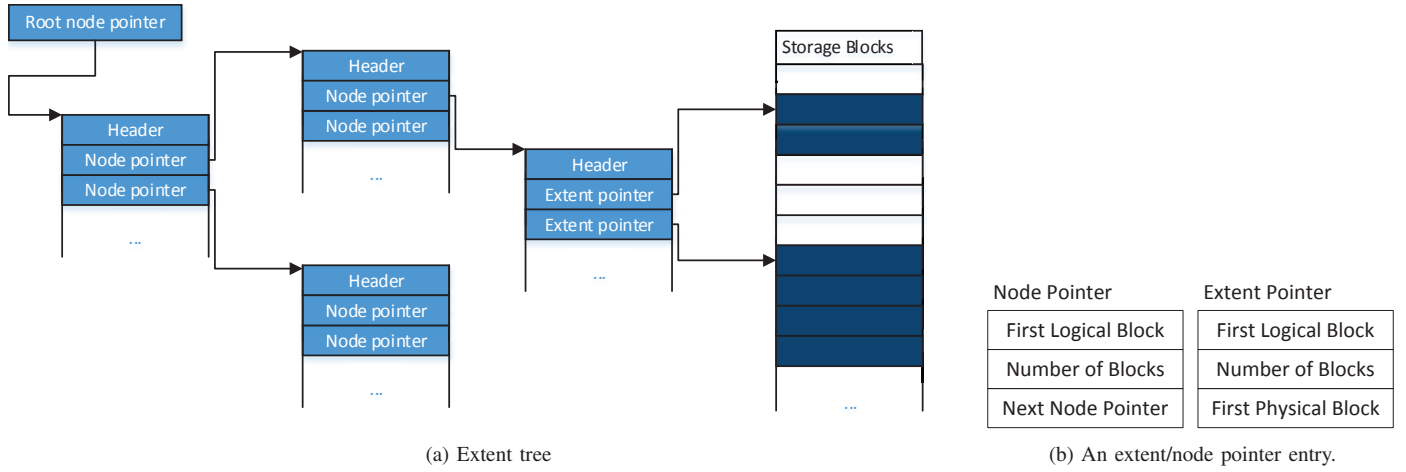 Root node pointer
Header
Node pointer
Node pointer
...
Header
Node pointer
Node pointer
...
Header
Node pointer
Node pointer
...
Header
Extent pointer
Extent pointer
...
Storage Blocks
...
(a) Extent tree
Node Pointer
First Logical Block
Number of Blocks
Next Node Pointer
Extent Pointer
First Logical Block
Number of Blocks
First Physical Block
(b) An extent/node pointer entry.